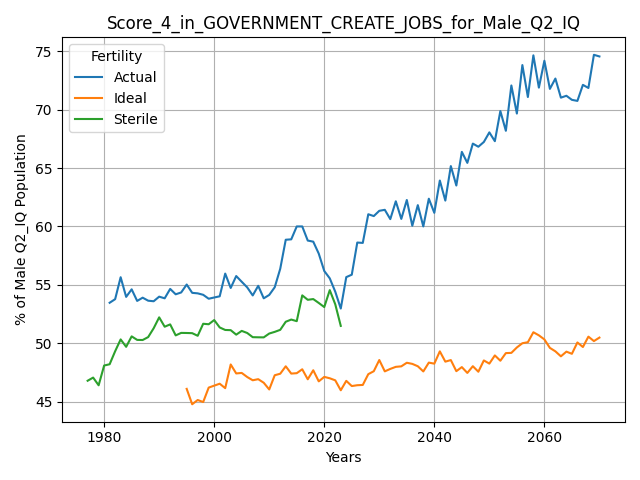 Score_4_in_GOVERNMENT_CREATE_JOBS_for_Male_Q2_IQ
Fertility
Actual
Ideal
Sterile
% of Male Q2_IQ Population
75
70
65
60
55
50
45
1980
2000
2020
2040
2060
Years